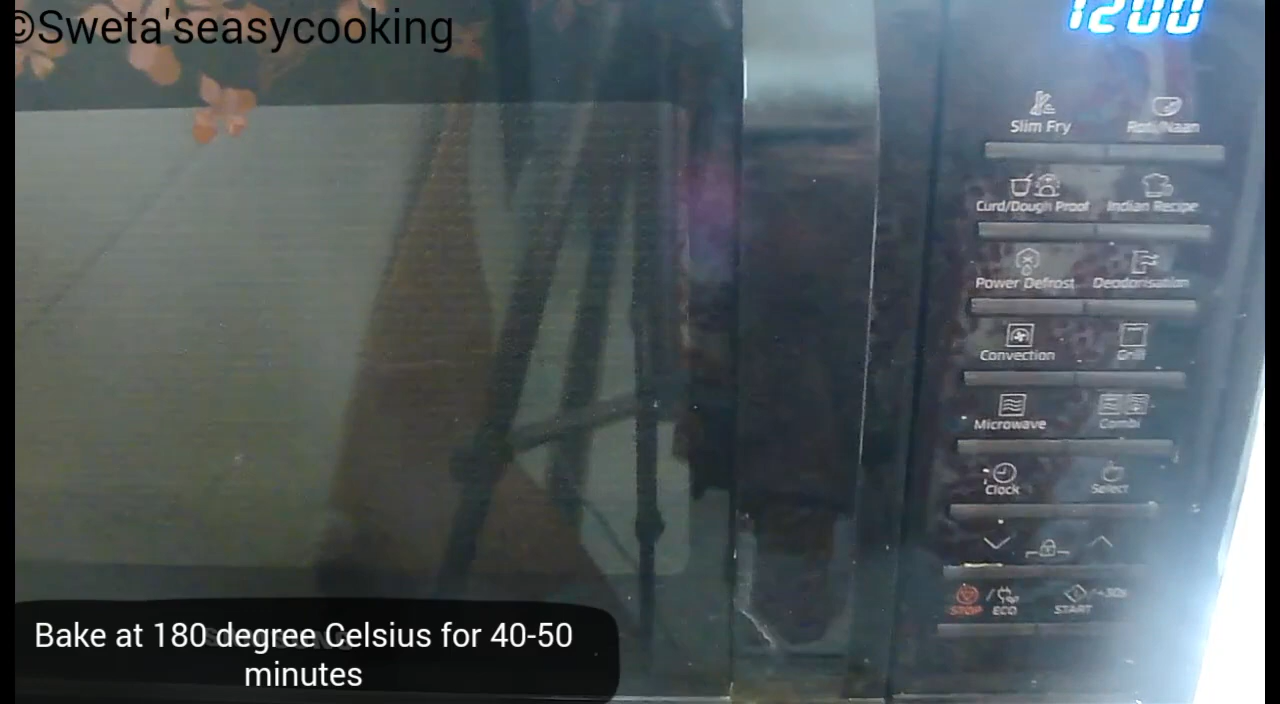 ©Sweta'seasycooking
1200
Slim Fry Roti/Naan
Curd/Dough Proof Indian Recipe
Power Defrost Deodorisation
Convection Grill
Microwave Combi
Clock Select
STOP / ECO START /+30s
Bake at 180 degree Celsius for 40-50
minutes